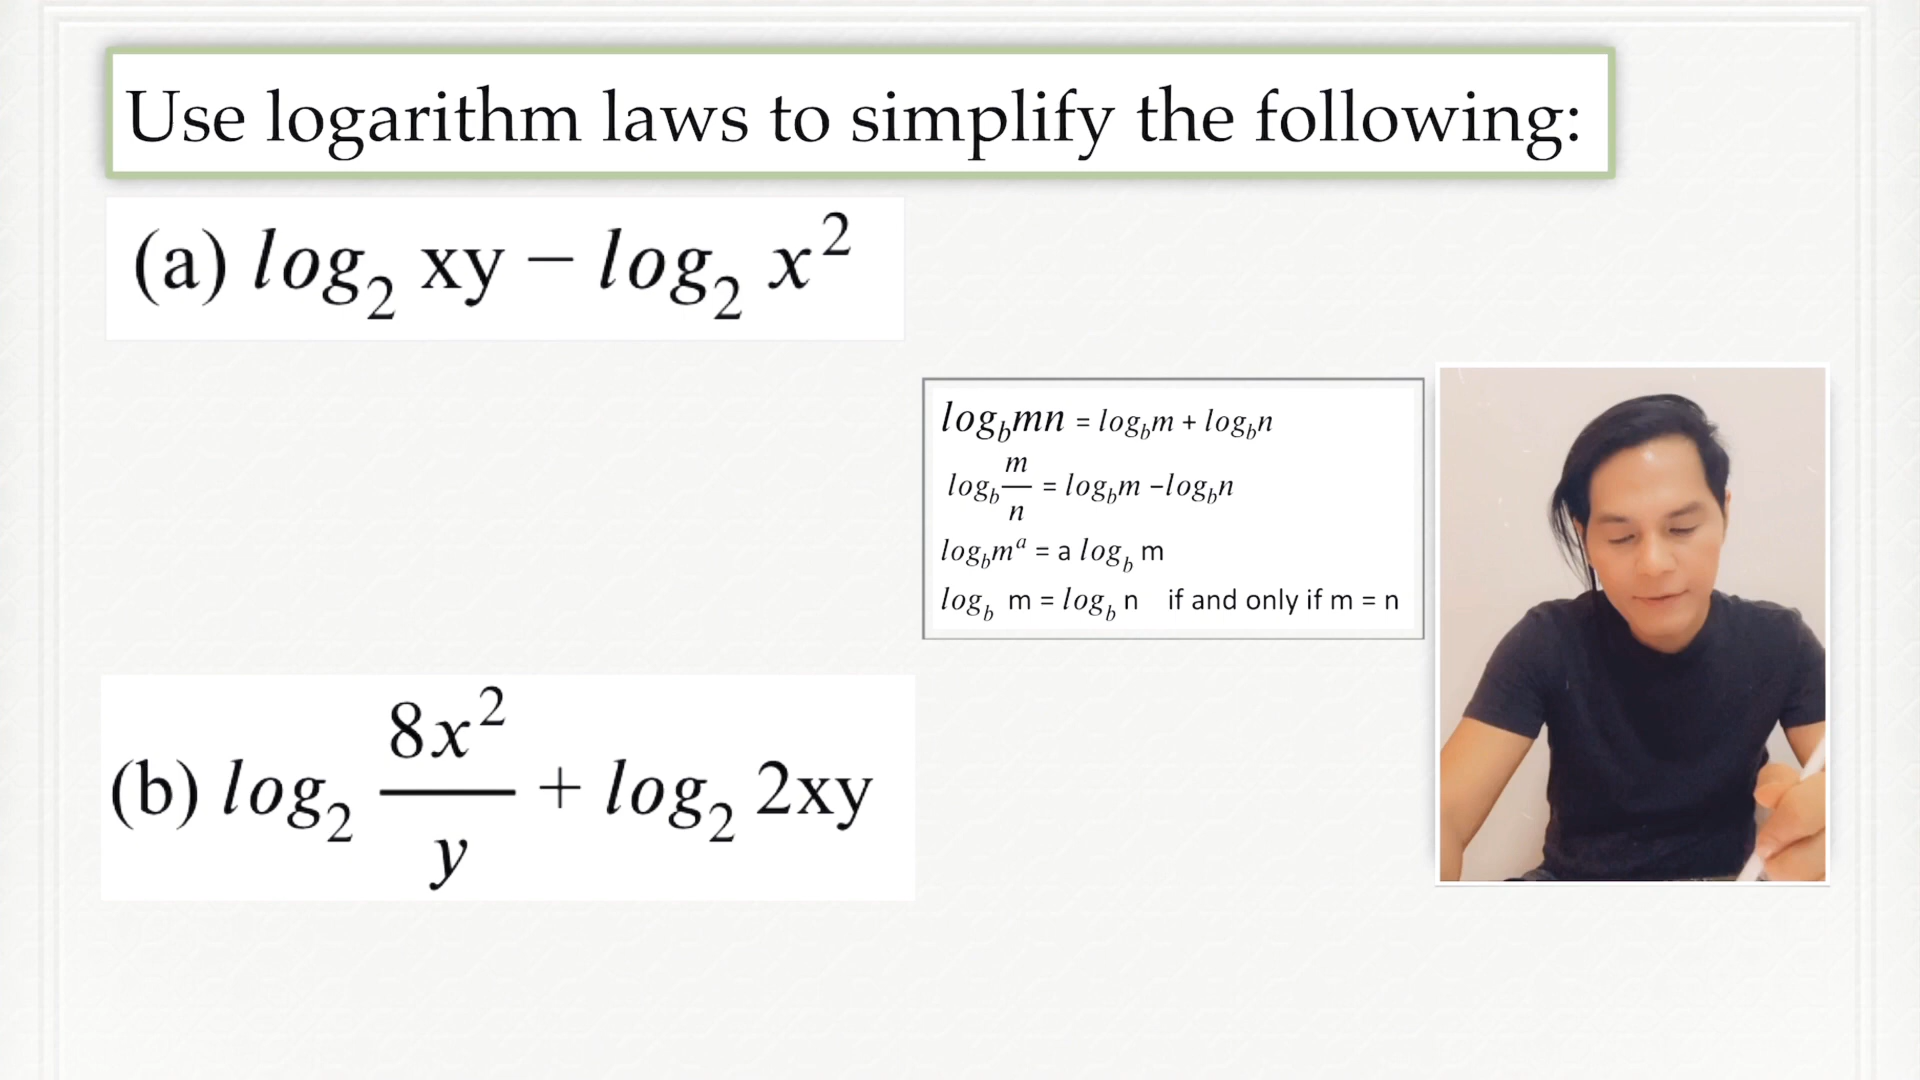 Use logarithm laws to simplify the following:
(a) log₂ xy − log₂ x²
log_b mn = log_b m + log_b n
log_b m/n = log_b m − log_b n
log_b mᵃ = a log_b m
log_b m = log_b n if and only if m = n
(b) log₂ 8x²/y + log₂ 2xy